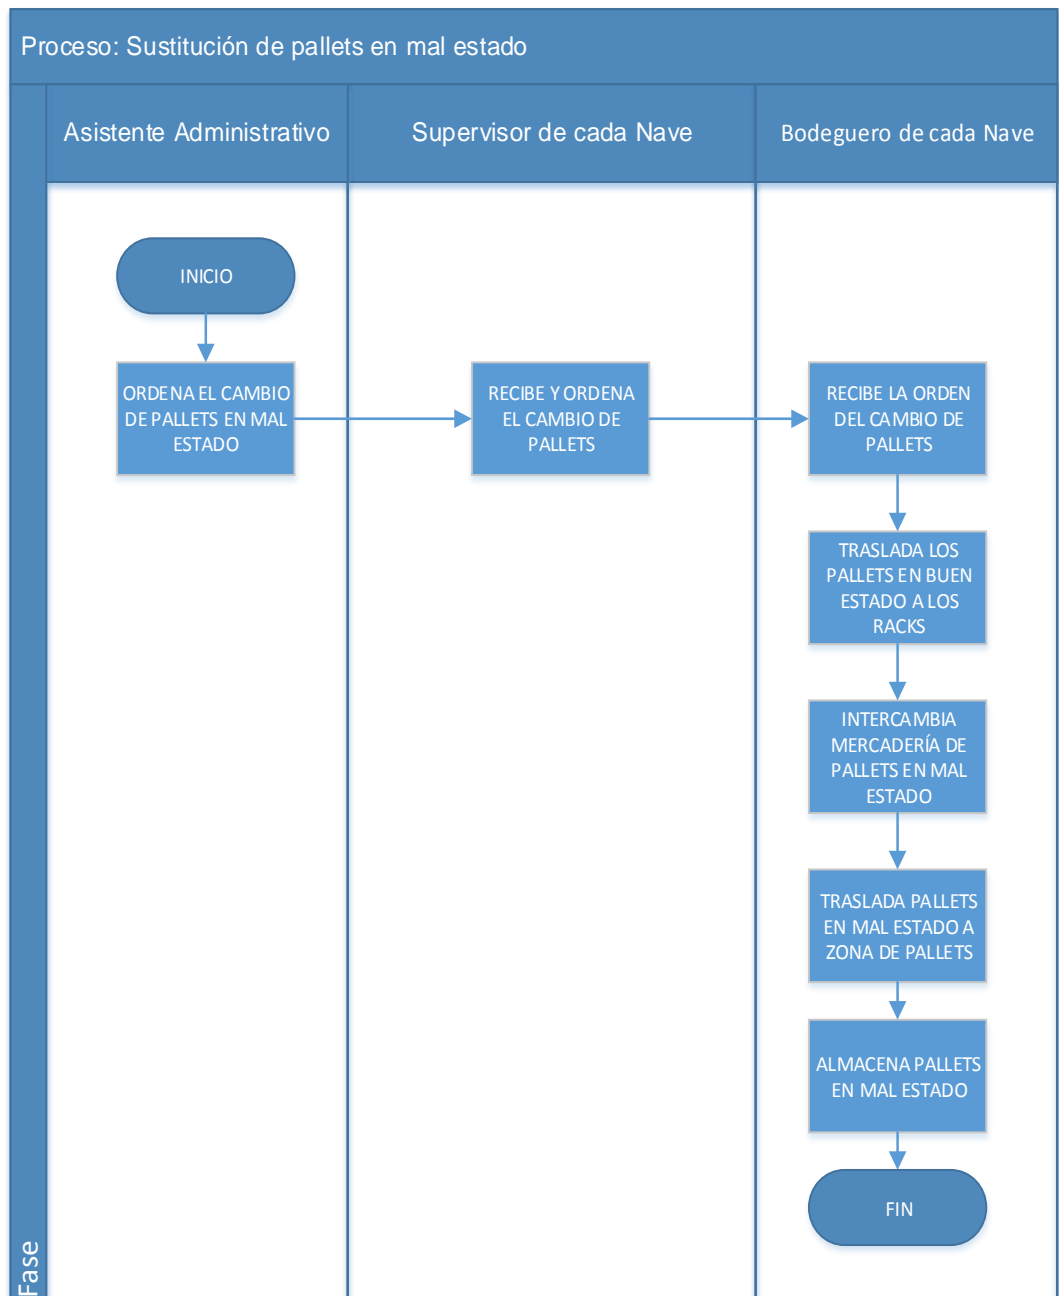 Proceso: Sustitución de pallets en mal estado
Asistente Administrativo
Supervisor de cada Nave
Bodeguero de cada Nave
INICIO
ORDENA EL CAMBIO
DE PALLETS EN MAL
ESTADO
RECIBE Y ORDENA
EL CAMBIO DE
PALLETS
RECIBE LA ORDEN
DEL CAMBIO DE
PALLETS
TRASLADA LOS
PALLETS EN BUEN
ESTADO A LOS
RACKS
INTERCAMBIA
MERCADERÍA DE
PALLETS EN MAL
ESTADO
TRASLADA PALLETS
EN MAL ESTADO A
ZONA DE PALLETS
ALMACENA PALLETS
EN MAL ESTADO
FIN
Fase